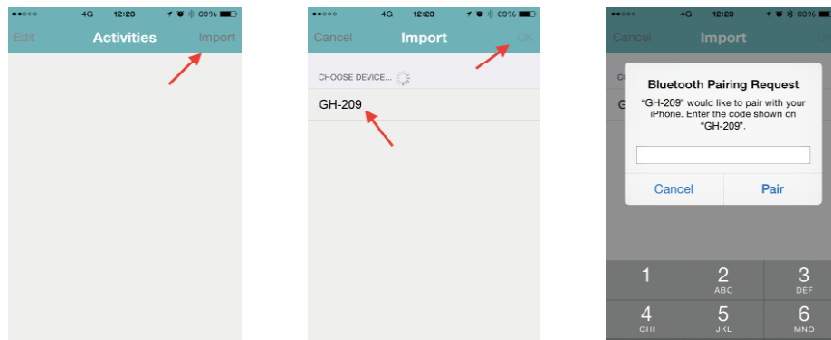 4G 12:20
Edit Activities Import
4G 12:20
Cancel Import OK
CHOOSE DEVICE...
GH-209
4G 12:20
Cancel Import
Bluetooth Pairing Request
"GH-209" would like to pair with your
iPhone. Enter the code shown on
"GH-209".
Cancel Pair
1 2 3
ABC DEF
4 5 6
GHI JKL MNO